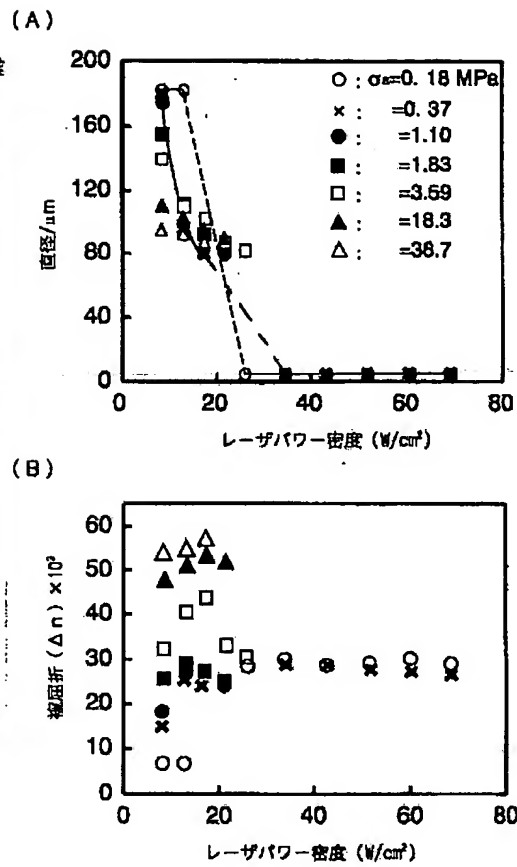 (A)
200
160
120
80
40
0
直径/μm
○ : σa=0.18 MPa
× : =0.37
● : =1.10
■ : =1.83
□ : =3.69
▲ : =18.3
△ : =36.7
0 20 40 60 80
レーザパワー密度 (W/cm²)
(B)
60
50
40
30
20
10
0
複屈折 (Δn) ×10³
0 20 40 60 80
レーザパワー密度 (W/cm²)